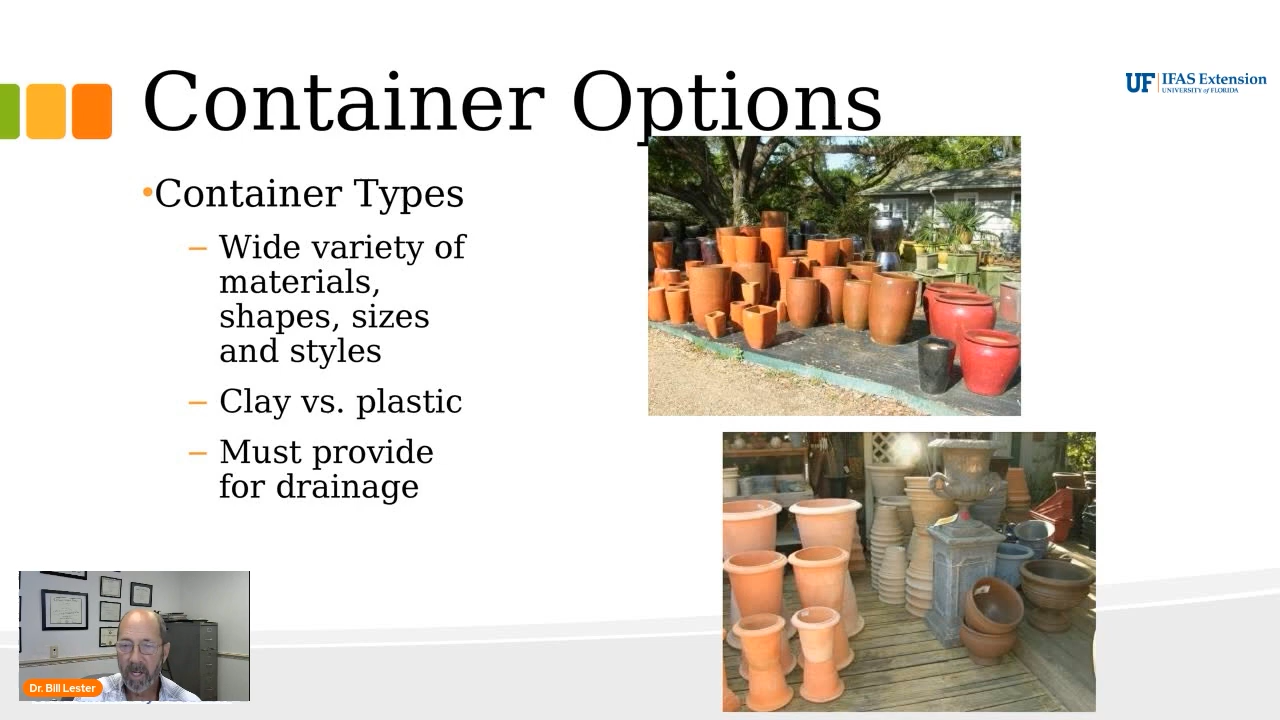 Container Options
UF IFAS Extension
UNIVERSITY of FLORIDA
•Container Types
– Wide variety of
materials,
shapes, sizes
and styles
– Clay vs. plastic
– Must provide
for drainage
Dr. Bill Lester